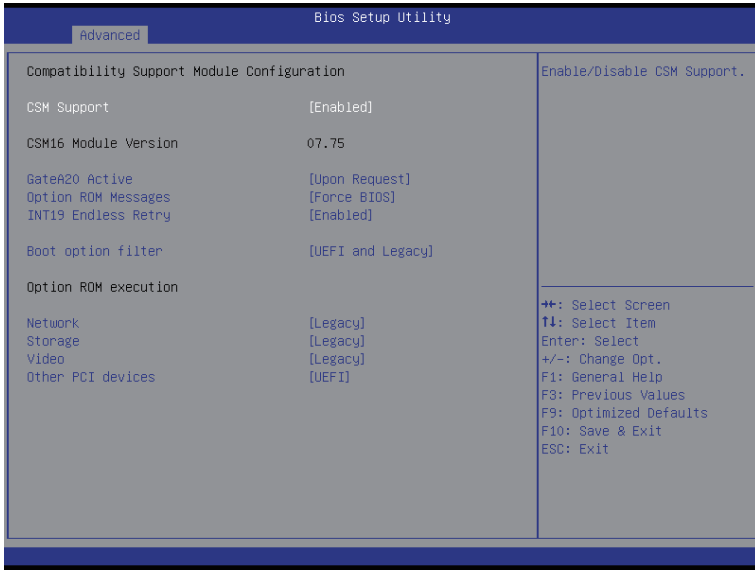 Bios Setup Utility
Advanced
Compatibility Support Module Configuration
CSM Support [Enabled]
CSM16 Module Version 07.75
GateA20 Active [Upon Request]
Option ROM Messages [Force BIOS]
INT19 Endless Retry [Enabled]
Boot option filter [UEFI and Legacy]
Option ROM execution
Network [Legacy]
Storage [Legacy]
Video [Legacy]
Other PCI devices [UEFI]
Enable/Disable CSM Support.
→←: Select Screen
↑↓: Select Item
Enter: Select
+/-: Change Opt.
F1: General Help
F3: Previous Values
F9: Optimized Defaults
F10: Save & Exit
ESC: Exit